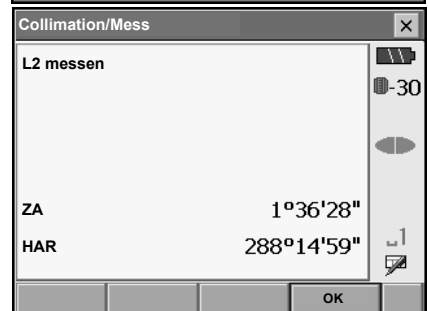 Collimation/Mess
L2 messen
-30
ZA 1°36'28"
HAR 288°14'59"
1
OK